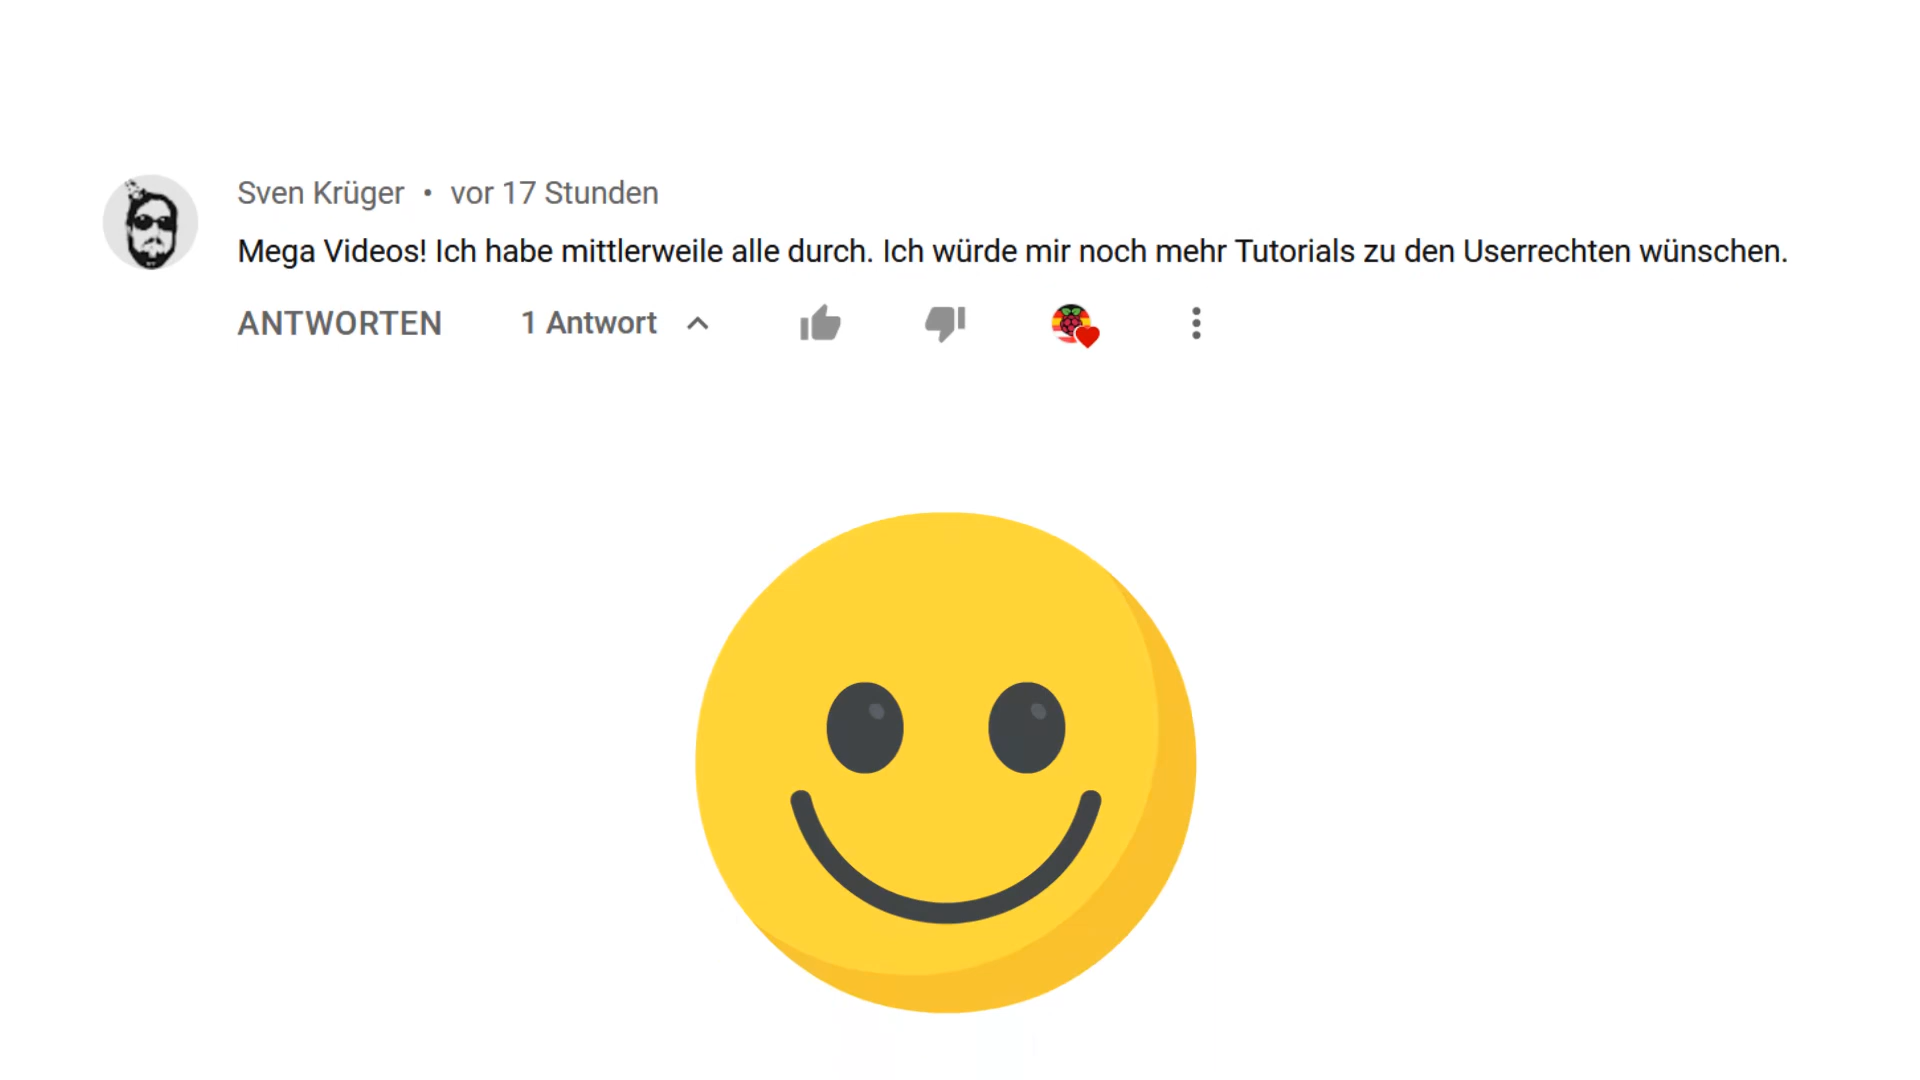 Sven Krüger • vor 17 Stunden
Mega Videos! Ich habe mittlerweile alle durch. Ich würde mir noch mehr Tutorials zu den Userrechten wünschen.
ANTWORTEN 1 Antwort